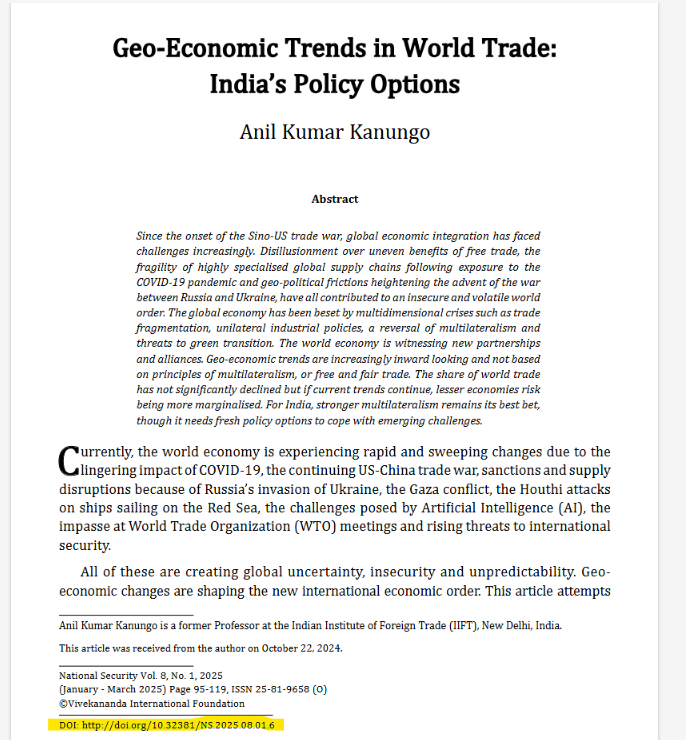 Geo-Economic Trends in World Trade:
India's Policy Options
Anil Kumar Kanungo
Abstract
Since the onset of the Sino-US trade war, global economic integration has faced
challenges increasingly. Disillusionment over uneven benefits of free trade, the
fragility of highly specialised global supply chains following exposure to the
COVID-19 pandemic and geo-political frictions heightening the advent of the war
between Russia and Ukraine, have all contributed to an insecure and volatile world
order. The global economy has been beset by multidimensional crises such as trade
fragmentation, unilateral industrial policies, a reversal of multilateralism and
threats to green transition. The world economy is witnessing new partnerships
and alliances. Geo-economic trends are increasingly inward looking and not based
on principles of multilateralism, or free and fair trade. The share of world trade
has not significantly declined but if current trends continue, lesser economies risk
being more marginalised. For India, stronger multilateralism remains its best bet,
though it needs fresh policy options to cope with emerging challenges.
Currently, the world economy is experiencing rapid and sweeping changes due to the
lingering impact of COVID-19, the continuing US-China trade war, sanctions and supply
disruptions because of Russia's invasion of Ukraine, the Gaza conflict, the Houthi attacks
on ships sailing on the Red Sea, the challenges posed by Artificial Intelligence (AI), the
impasse at World Trade Organization (WTO) meetings and rising threats to international
security.
All of these are creating global uncertainty, insecurity and unpredictability. Geo-
economic changes are shaping the new international economic order. This article attempts
Anil Kumar Kanungo is a former Professor at the Indian Institute of Foreign Trade (IIFT), New Delhi, India.
This article was received from the author on October 22, 2024.
National Security Vol. 8, No. 1, 2025
(January - March 2025) Page 95-119, ISSN 25-81-9658 (O)
©Vivekananda International Foundation
DOI: http://doi.org/10.32381/NS.2025.08.01.6